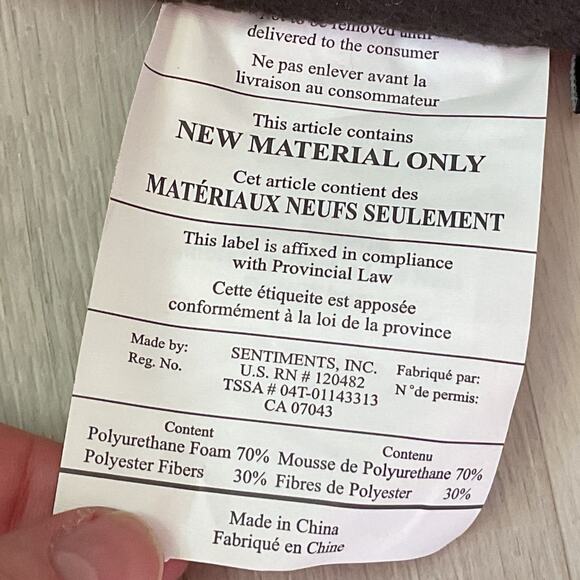 to be removed until
delivered to the consumer
Ne pas enlever avant la
livraison au consommateur
This article contains
NEW MATERIAL ONLY
Cet article contient des
MATÉRIAUX NEUFS SEULEMENT
This label is affixed in compliance
with Provincial Law
Cette étiqueite est apposée
conformément à la loi de la province
Made by:
Reg. No.
SENTIMENTS, INC.
U.S. RN # 120482
TSSA # 04T-01143313
CA 07043
Fabriqué par:
N °de permis:
Content
Polyurethane Foam 70%
Polyester Fibers 30%
Contenu
Mousse de Polyurethane 70%
Fibres de Polyester 30%
Made in China
Fabriqué en Chine